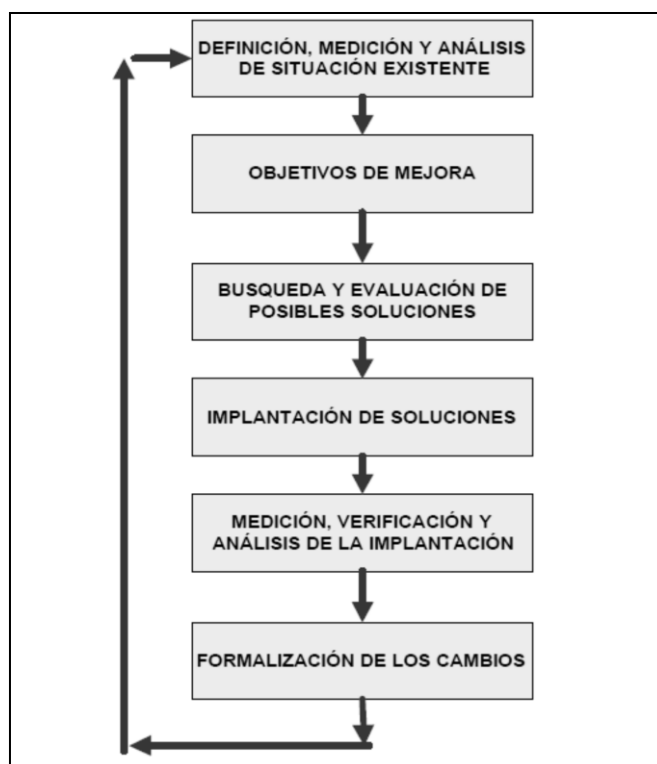 DEFINICIÓN, MEDICIÓN Y ANÁLISIS
DE SITUACIÓN EXISTENTE
OBJETIVOS DE MEJORA
BUSQUEDA Y EVALUACIÓN DE
POSIBLES SOLUCIONES
IMPLANTACIÓN DE SOLUCIONES
MEDICIÓN, VERIFICACIÓN Y
ANÁLISIS DE LA IMPLANTACIÓN
FORMALIZACIÓN DE LOS CAMBIOS